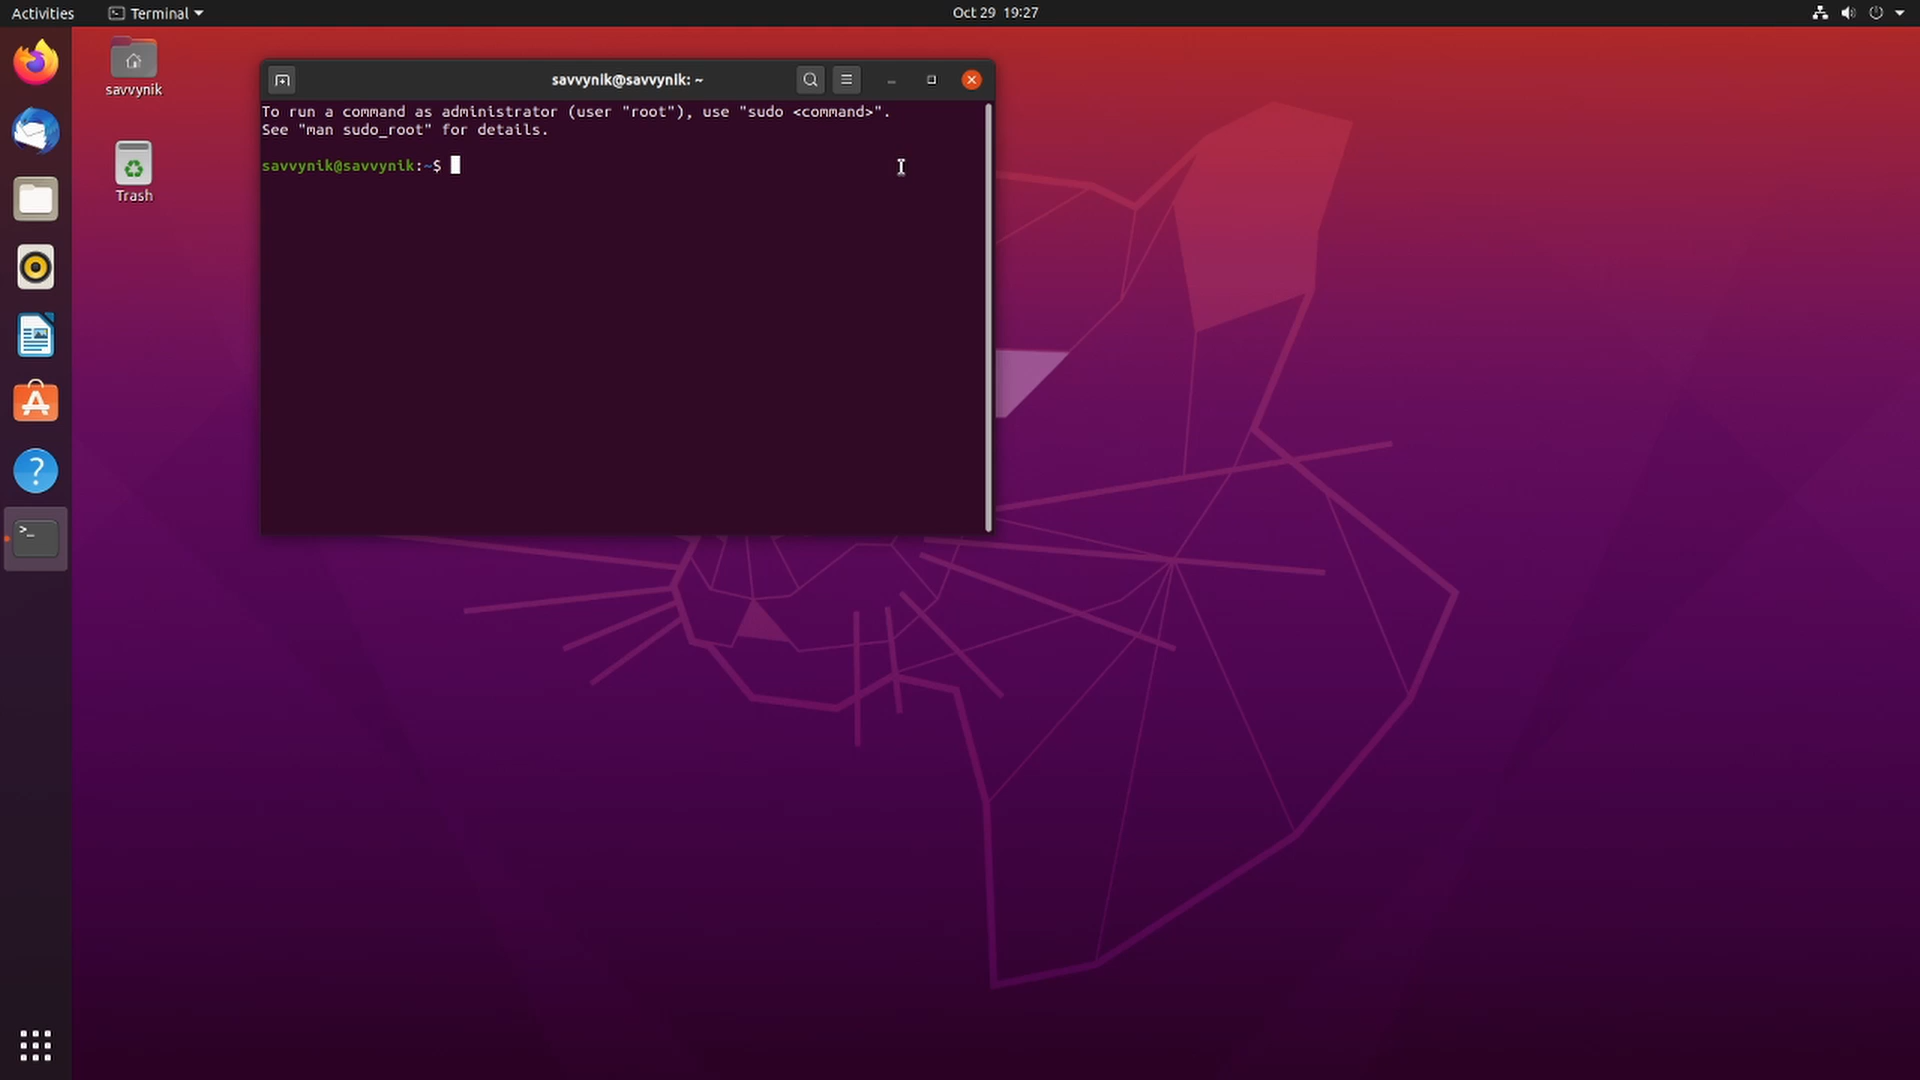 Activities
Terminal
Oct 29 19:27
savvynik
Trash
savvynik@savvynik: ~
To run a command as administrator (user "root"), use "sudo <command>".
See "man sudo_root" for details.
savvynik@savvynik:~$